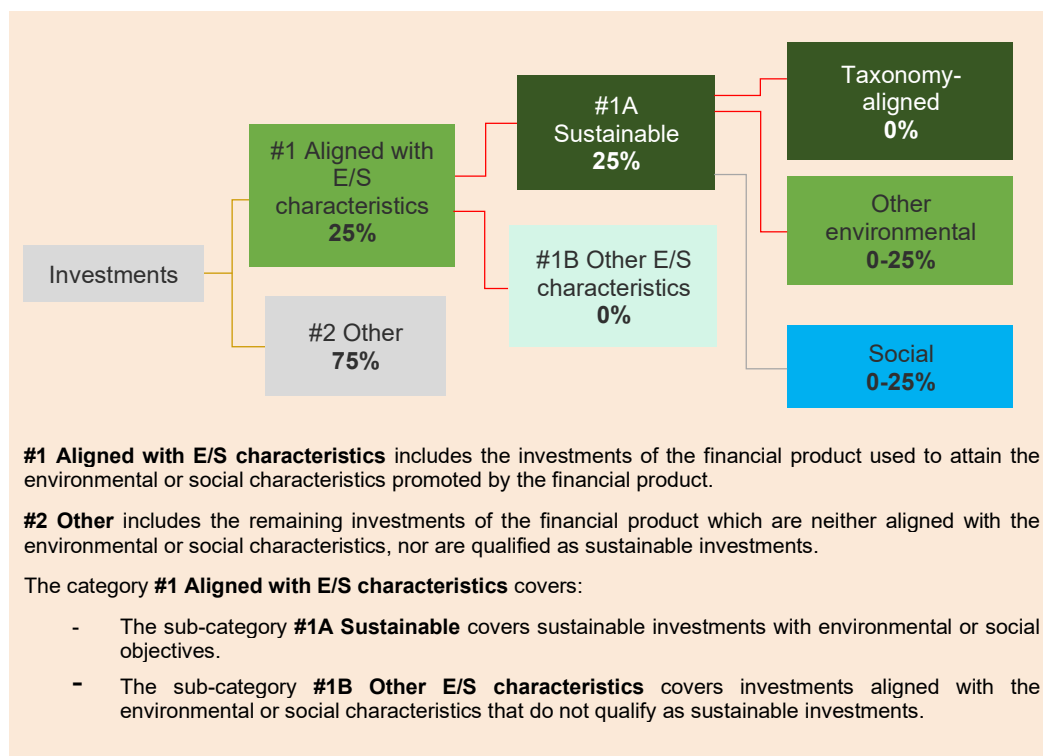 Investments
#1 Aligned with
E/S
characteristics
25%
#2 Other
75%
#1A
Sustainable
25%
#1B Other E/S
characteristics
0%
Taxonomy-
aligned
0%
Other
environmental
0-25%
Social
0-25%
#1 Aligned with E/S characteristics includes the investments of the financial product used to attain the
environmental or social characteristics promoted by the financial product.
#2 Other includes the remaining investments of the financial product which are neither aligned with the
environmental or social characteristics, nor are qualified as sustainable investments.
The category #1 Aligned with E/S characteristics covers:
- The sub-category #1A Sustainable covers sustainable investments with environmental or social
objectives.
- The sub-category #1B Other E/S characteristics covers investments aligned with the
environmental or social characteristics that do not qualify as sustainable investments.